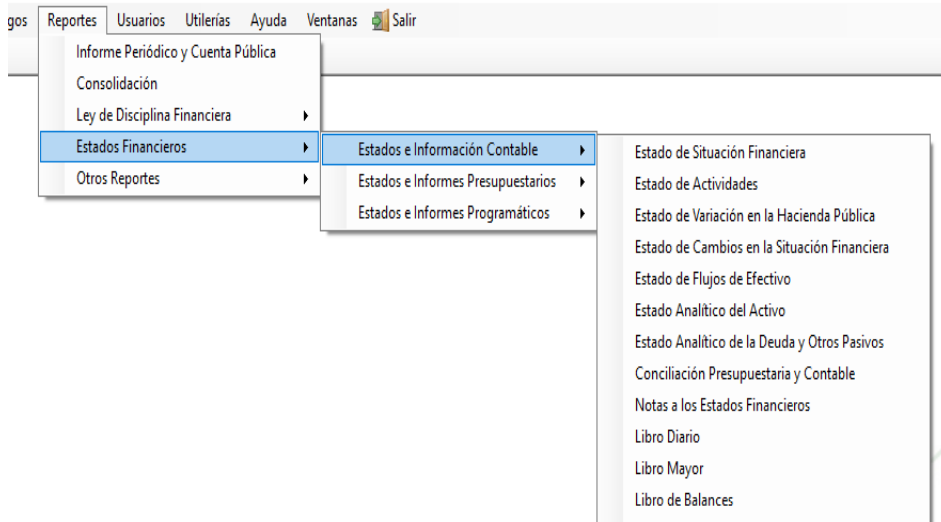 gos Reportes Usuarios Utilerías Ayuda Ventanas Salir
Informe Periódico y Cuenta Pública
Consolidación
Ley de Disciplina Financiera
Estados Financieros
Otros Reportes
Estados e Información Contable
Estados e Informes Presupuestarios
Estados e Informes Programáticos
Estado de Situación Financiera
Estado de Actividades
Estado de Variación en la Hacienda Pública
Estado de Cambios en la Situación Financiera
Estado de Flujos de Efectivo
Estado Analítico del Activo
Estado Analítico de la Deuda y Otros Pasivos
Conciliación Presupuestaria y Contable
Notas a los Estados Financieros
Libro Diario
Libro Mayor
Libro de Balances